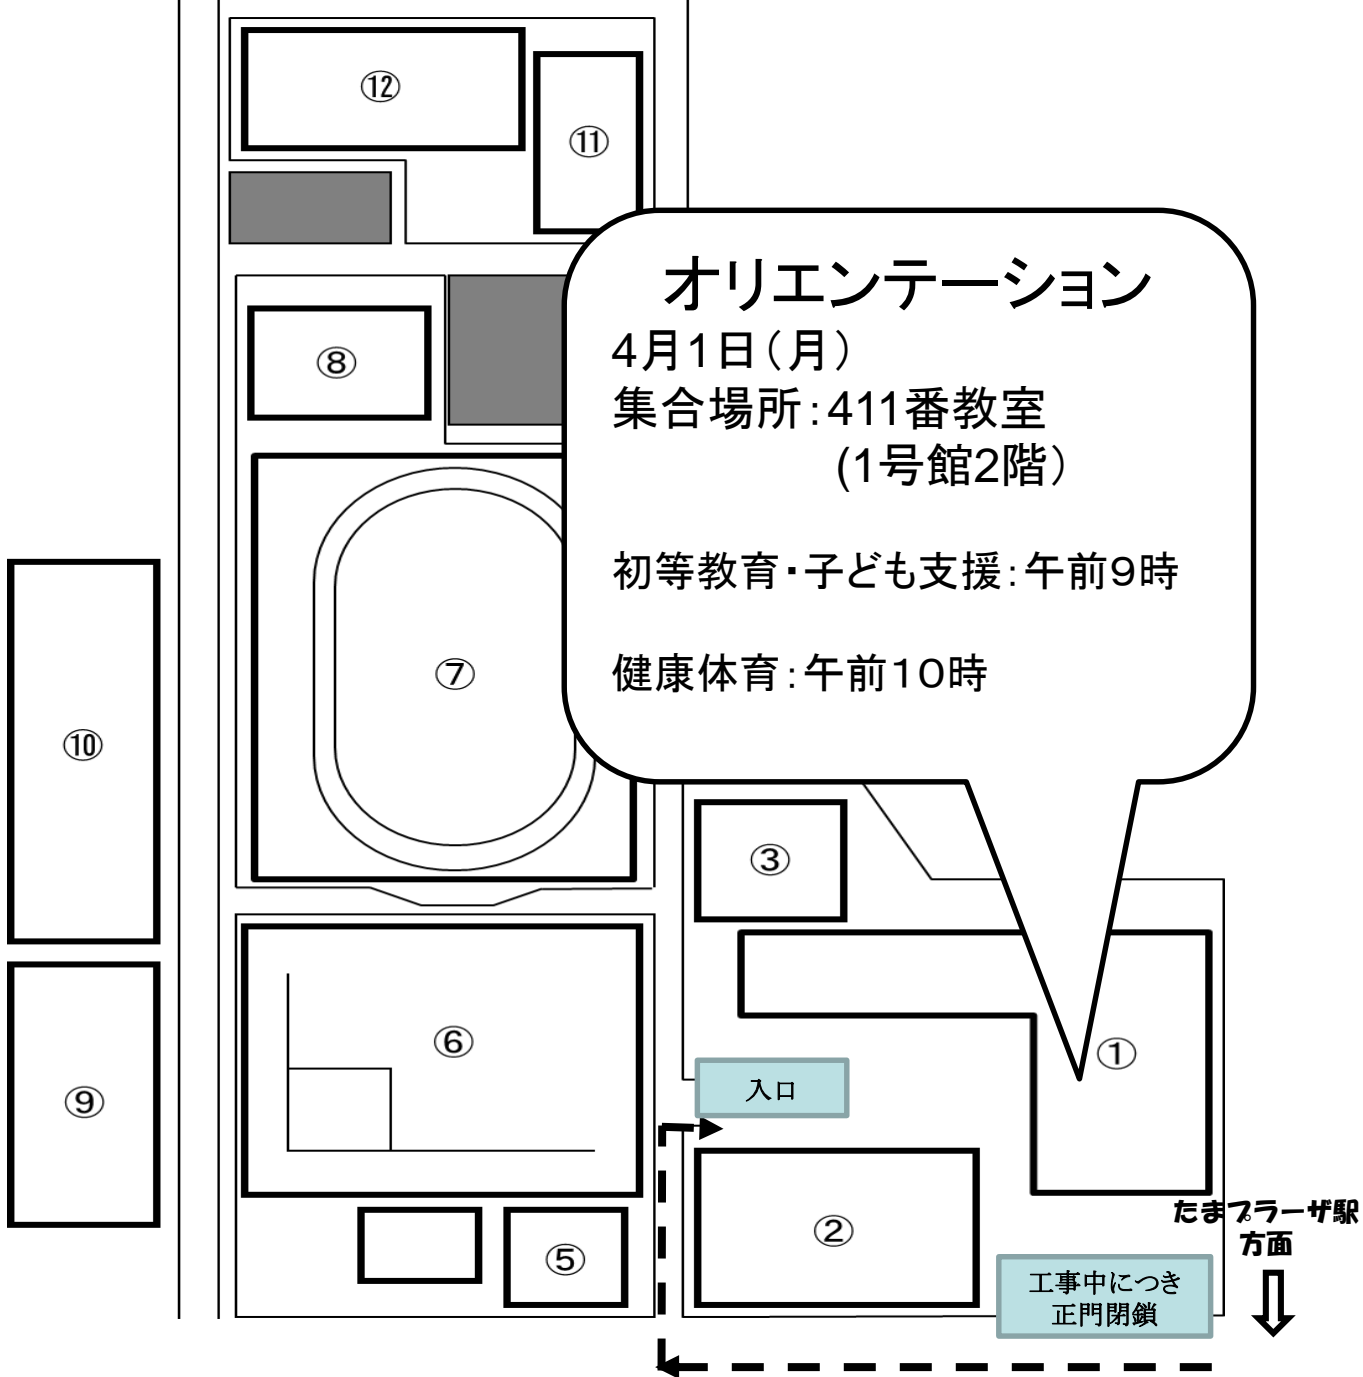 ⑫
⑪
オリエンテーション
4月1日(月)
集合場所:411番教室
(1号館2階)
初等教育・子ども支援:午前9時
健康体育:午前10時
⑧
⑦
⑩
③
⑥
①
入口
⑨
②
⑤
たまプラーザ駅
方面
工事中につき
正門閉鎖